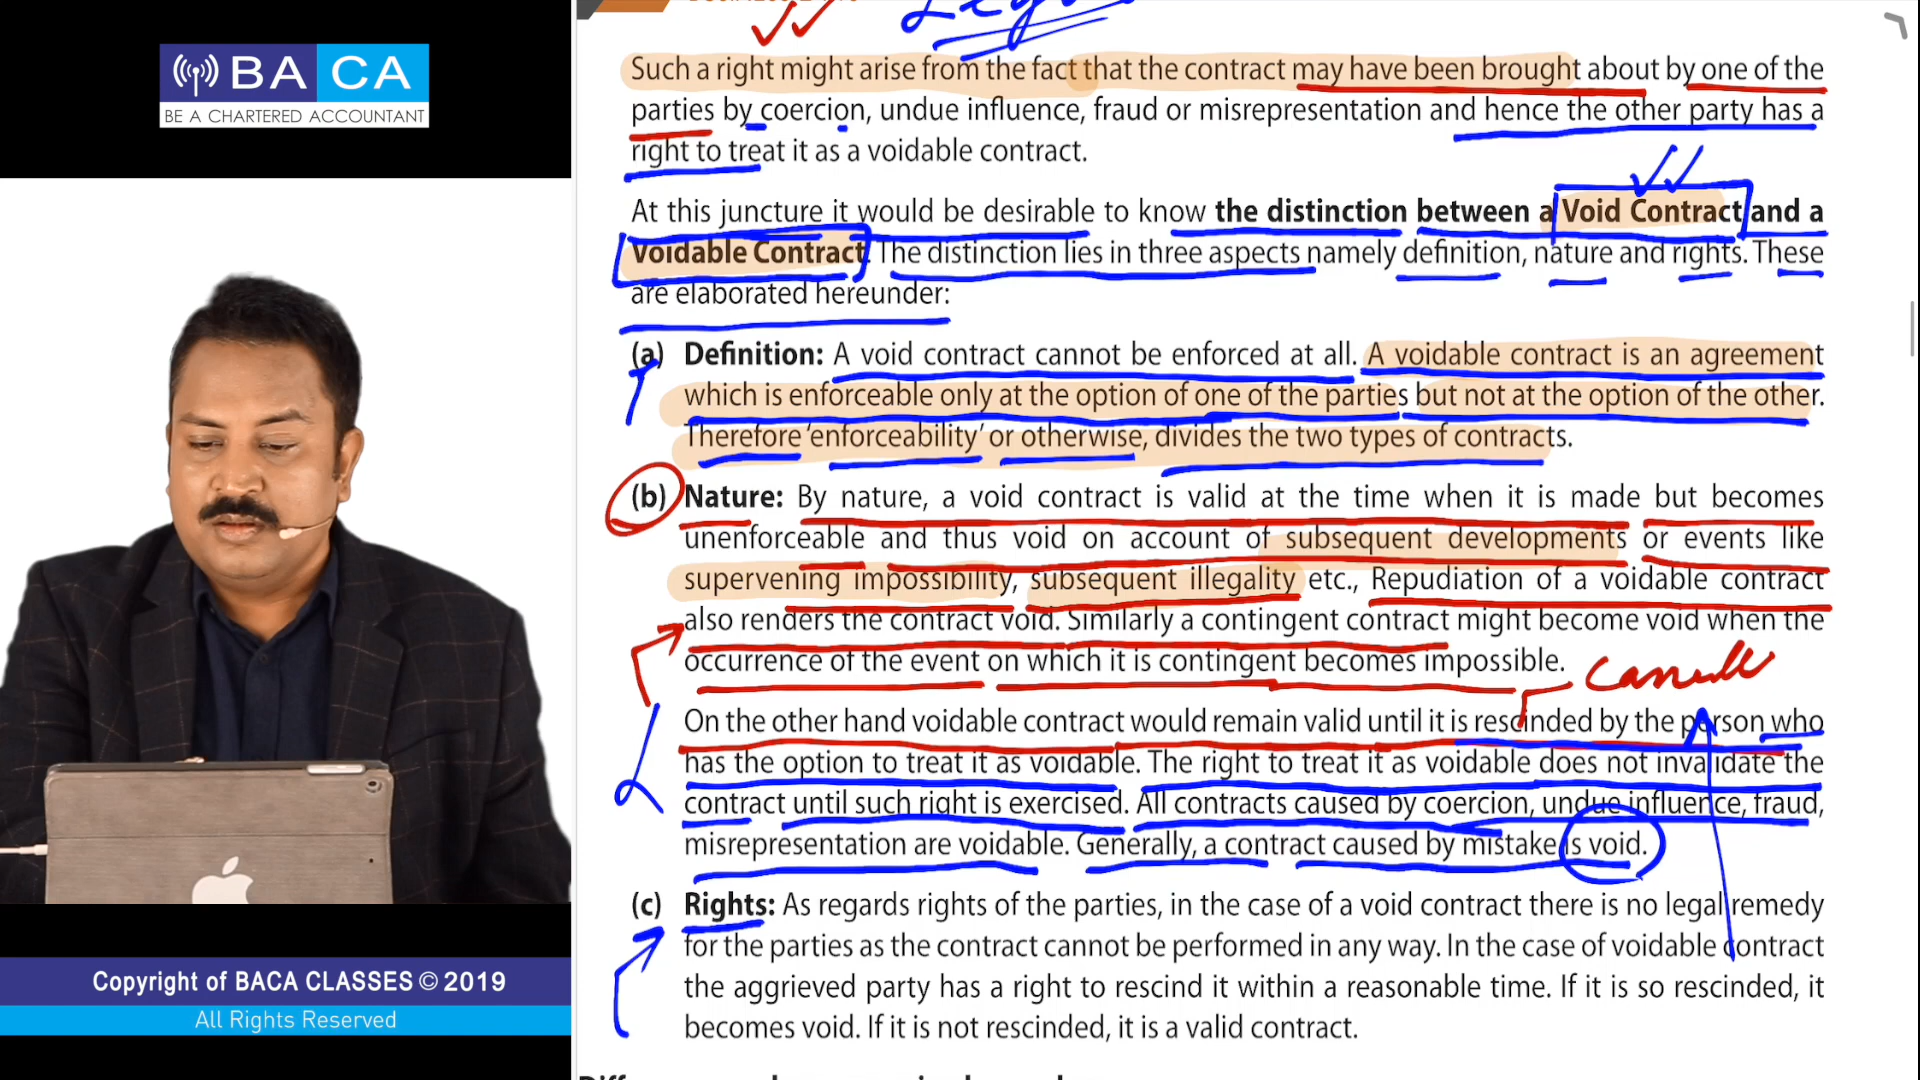 BA CA
BE A CHARTERED ACCOUNTANT
Such a right might arise from the fact that the contract may have been brought about by one of the
parties by coercion, undue influence, fraud or misrepresentation and hence the other party has a
right to treat it as a voidable contract.
At this juncture it would be desirable to know the distinction between a Void Contract and a
Voidable Contract. The distinction lies in three aspects namely definition, nature and rights. These
are elaborated hereunder:
(a) Definition: A void contract cannot be enforced at all. A voidable contract is an agreement
which is enforceable only at the option of one of the parties but not at the option of the other.
Therefore 'enforceability' or otherwise, divides the two types of contracts.
(b) Nature: By nature, a void contract is valid at the time when it is made but becomes
unenforceable and thus void on account of subsequent developments or events like
supervening impossibility, subsequent illegality etc., Repudiation of a voidable contract
also renders the contract void. Similarly a contingent contract might become void when the
occurrence of the event on which it is contingent becomes impossible.
On the other hand voidable contract would remain valid until it is rescinded by the person who
has the option to treat it as voidable. The right to treat it as voidable does not invalidate the
contract until such right is exercised. All contracts caused by coercion, undue influence, fraud,
misrepresentation are voidable. Generally, a contract caused by mistake is void.
(c) Rights: As regards rights of the parties, in the case of a void contract there is no legal remedy
for the parties as the contract cannot be performed in any way. In the case of voidable contract
the aggrieved party has a right to rescind it within a reasonable time. If it is so rescinded, it
becomes void. If it is not rescinded, it is a valid contract.
Copyright of BACA CLASSES © 2019
All Rights Reserved